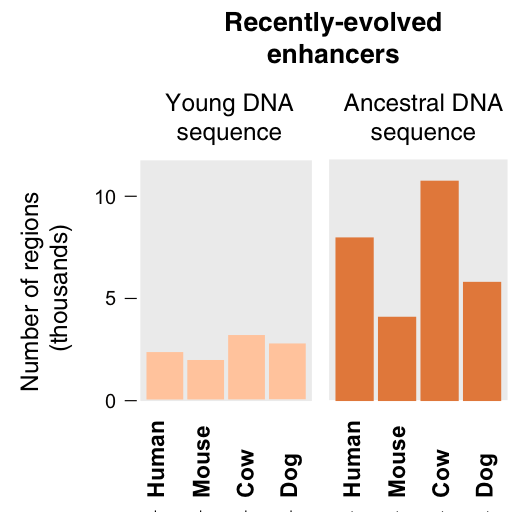 Recently-evolved
enhancers
Young DNA
sequence
Ancestral DNA
sequence
Number of regions
(thousands)
10
5
0
Human
Mouse
Cow
Dog
Human
Mouse
Cow
Dog